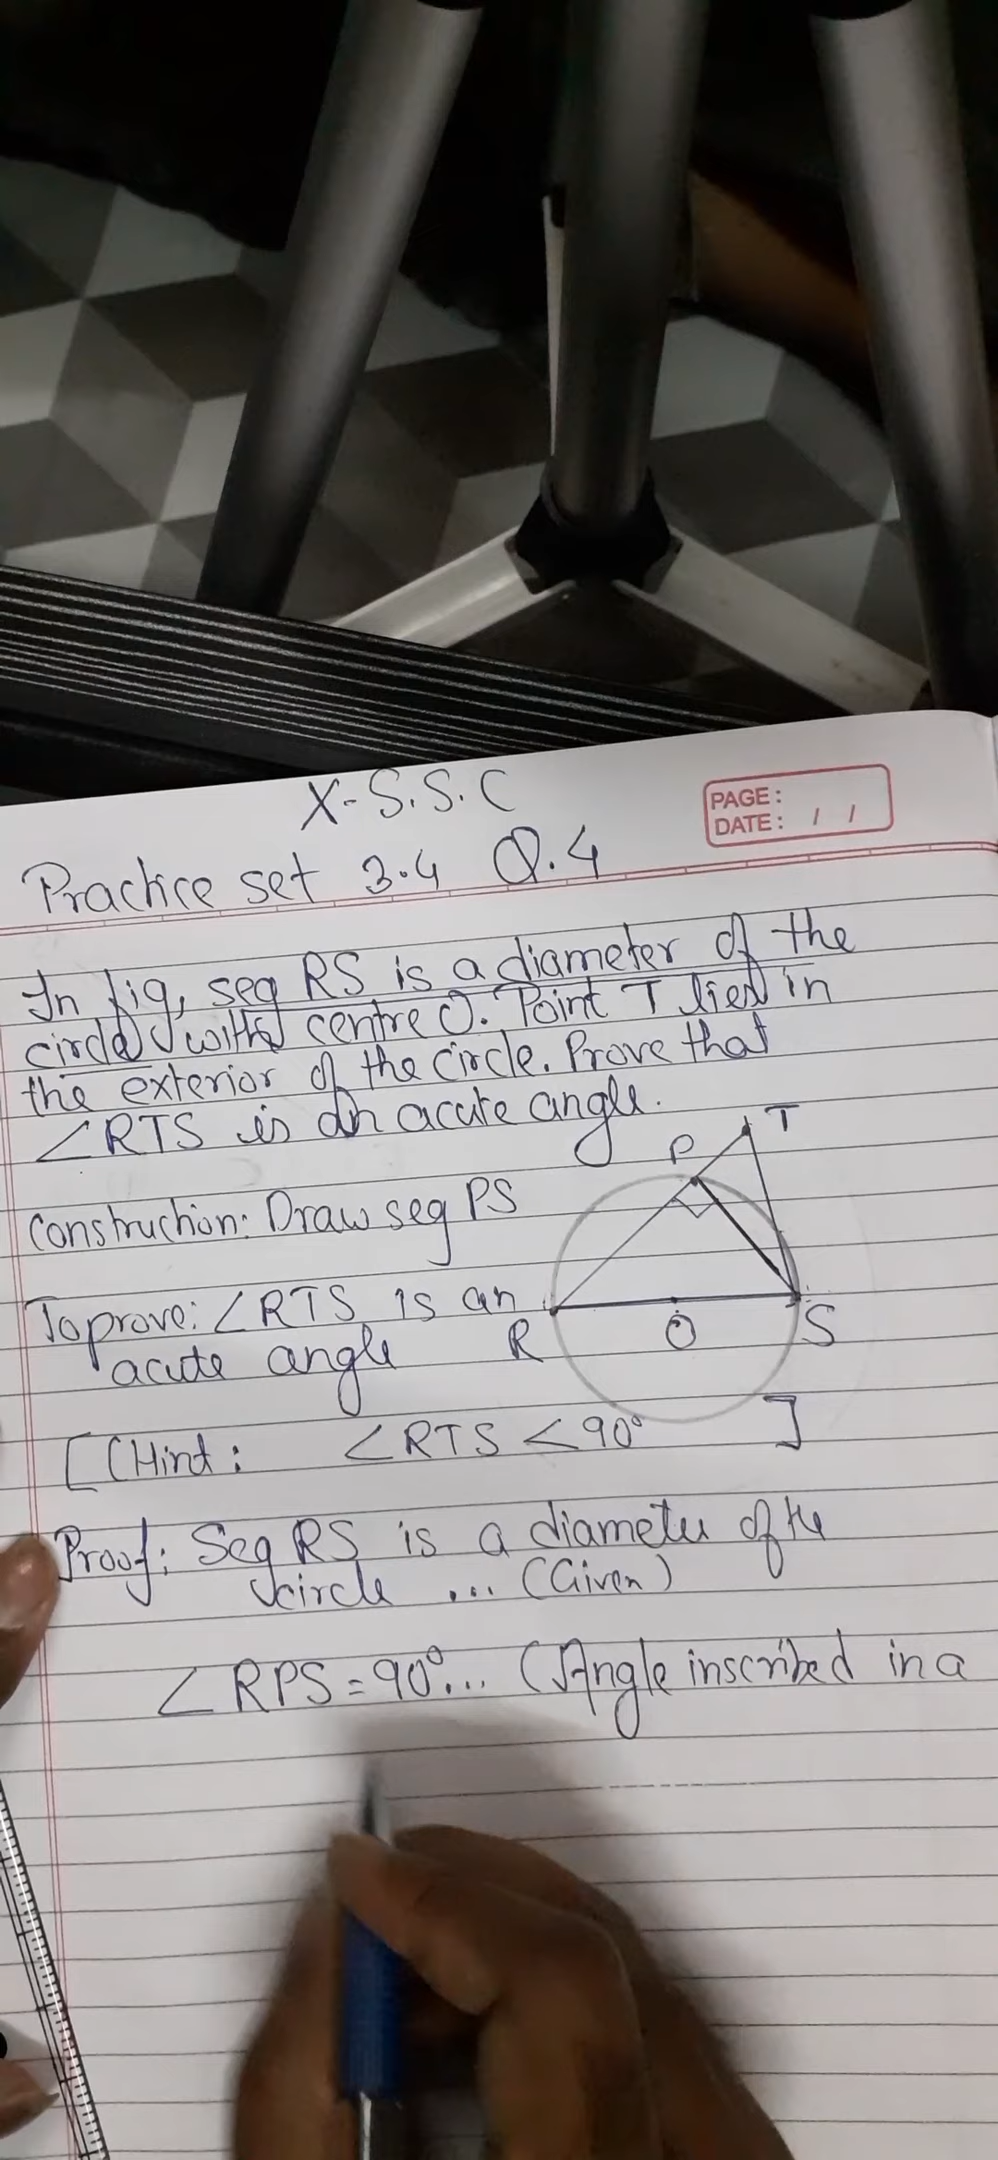 X-S.S.C
PAGE:
DATE: / /
Practice set 3.4 Q.4
In fig, seg RS is a diameter of the
circle with centre O. Point T lies in
the exterior of the circle. Prove that
∠RTS is an acute angle.
T
P
Construction: Draw seg PS
To prove: ∠RTS is an
acute angle
R O S
[(Hint: ∠RTS < 90° ]
Proof: Seg RS is a diameter of the
circle ... (Given)
∠RPS = 90°... (Angle inscribed in a